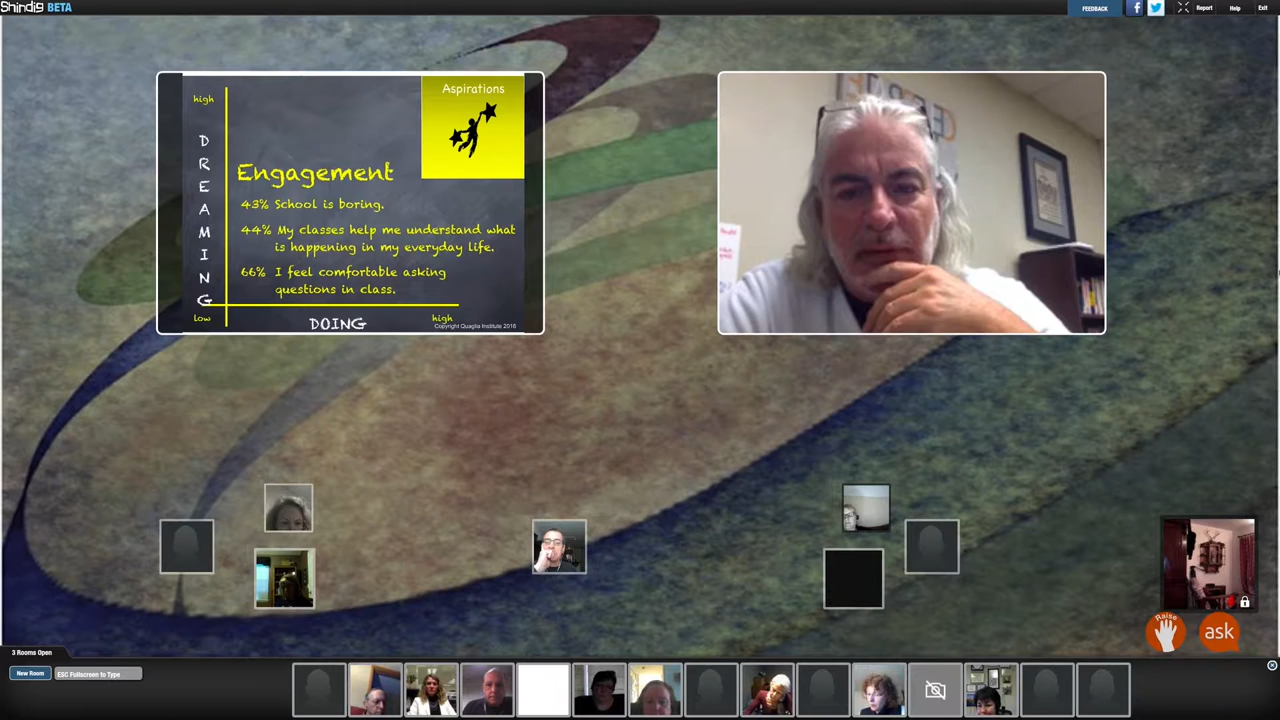 Shindig BETA
FEEDBACK
Report
Help
Exit
Aspirations
high
DREAMING
low
Engagement
43% School is boring.
44% My classes help me understand what
is happening in my everyday life.
66% I feel comfortable asking
questions in class.
DOING
high
Copyright Quaglia Institute 2016
Raise
ask
3 Rooms Open
New Room
ESC Fullscreen to Type